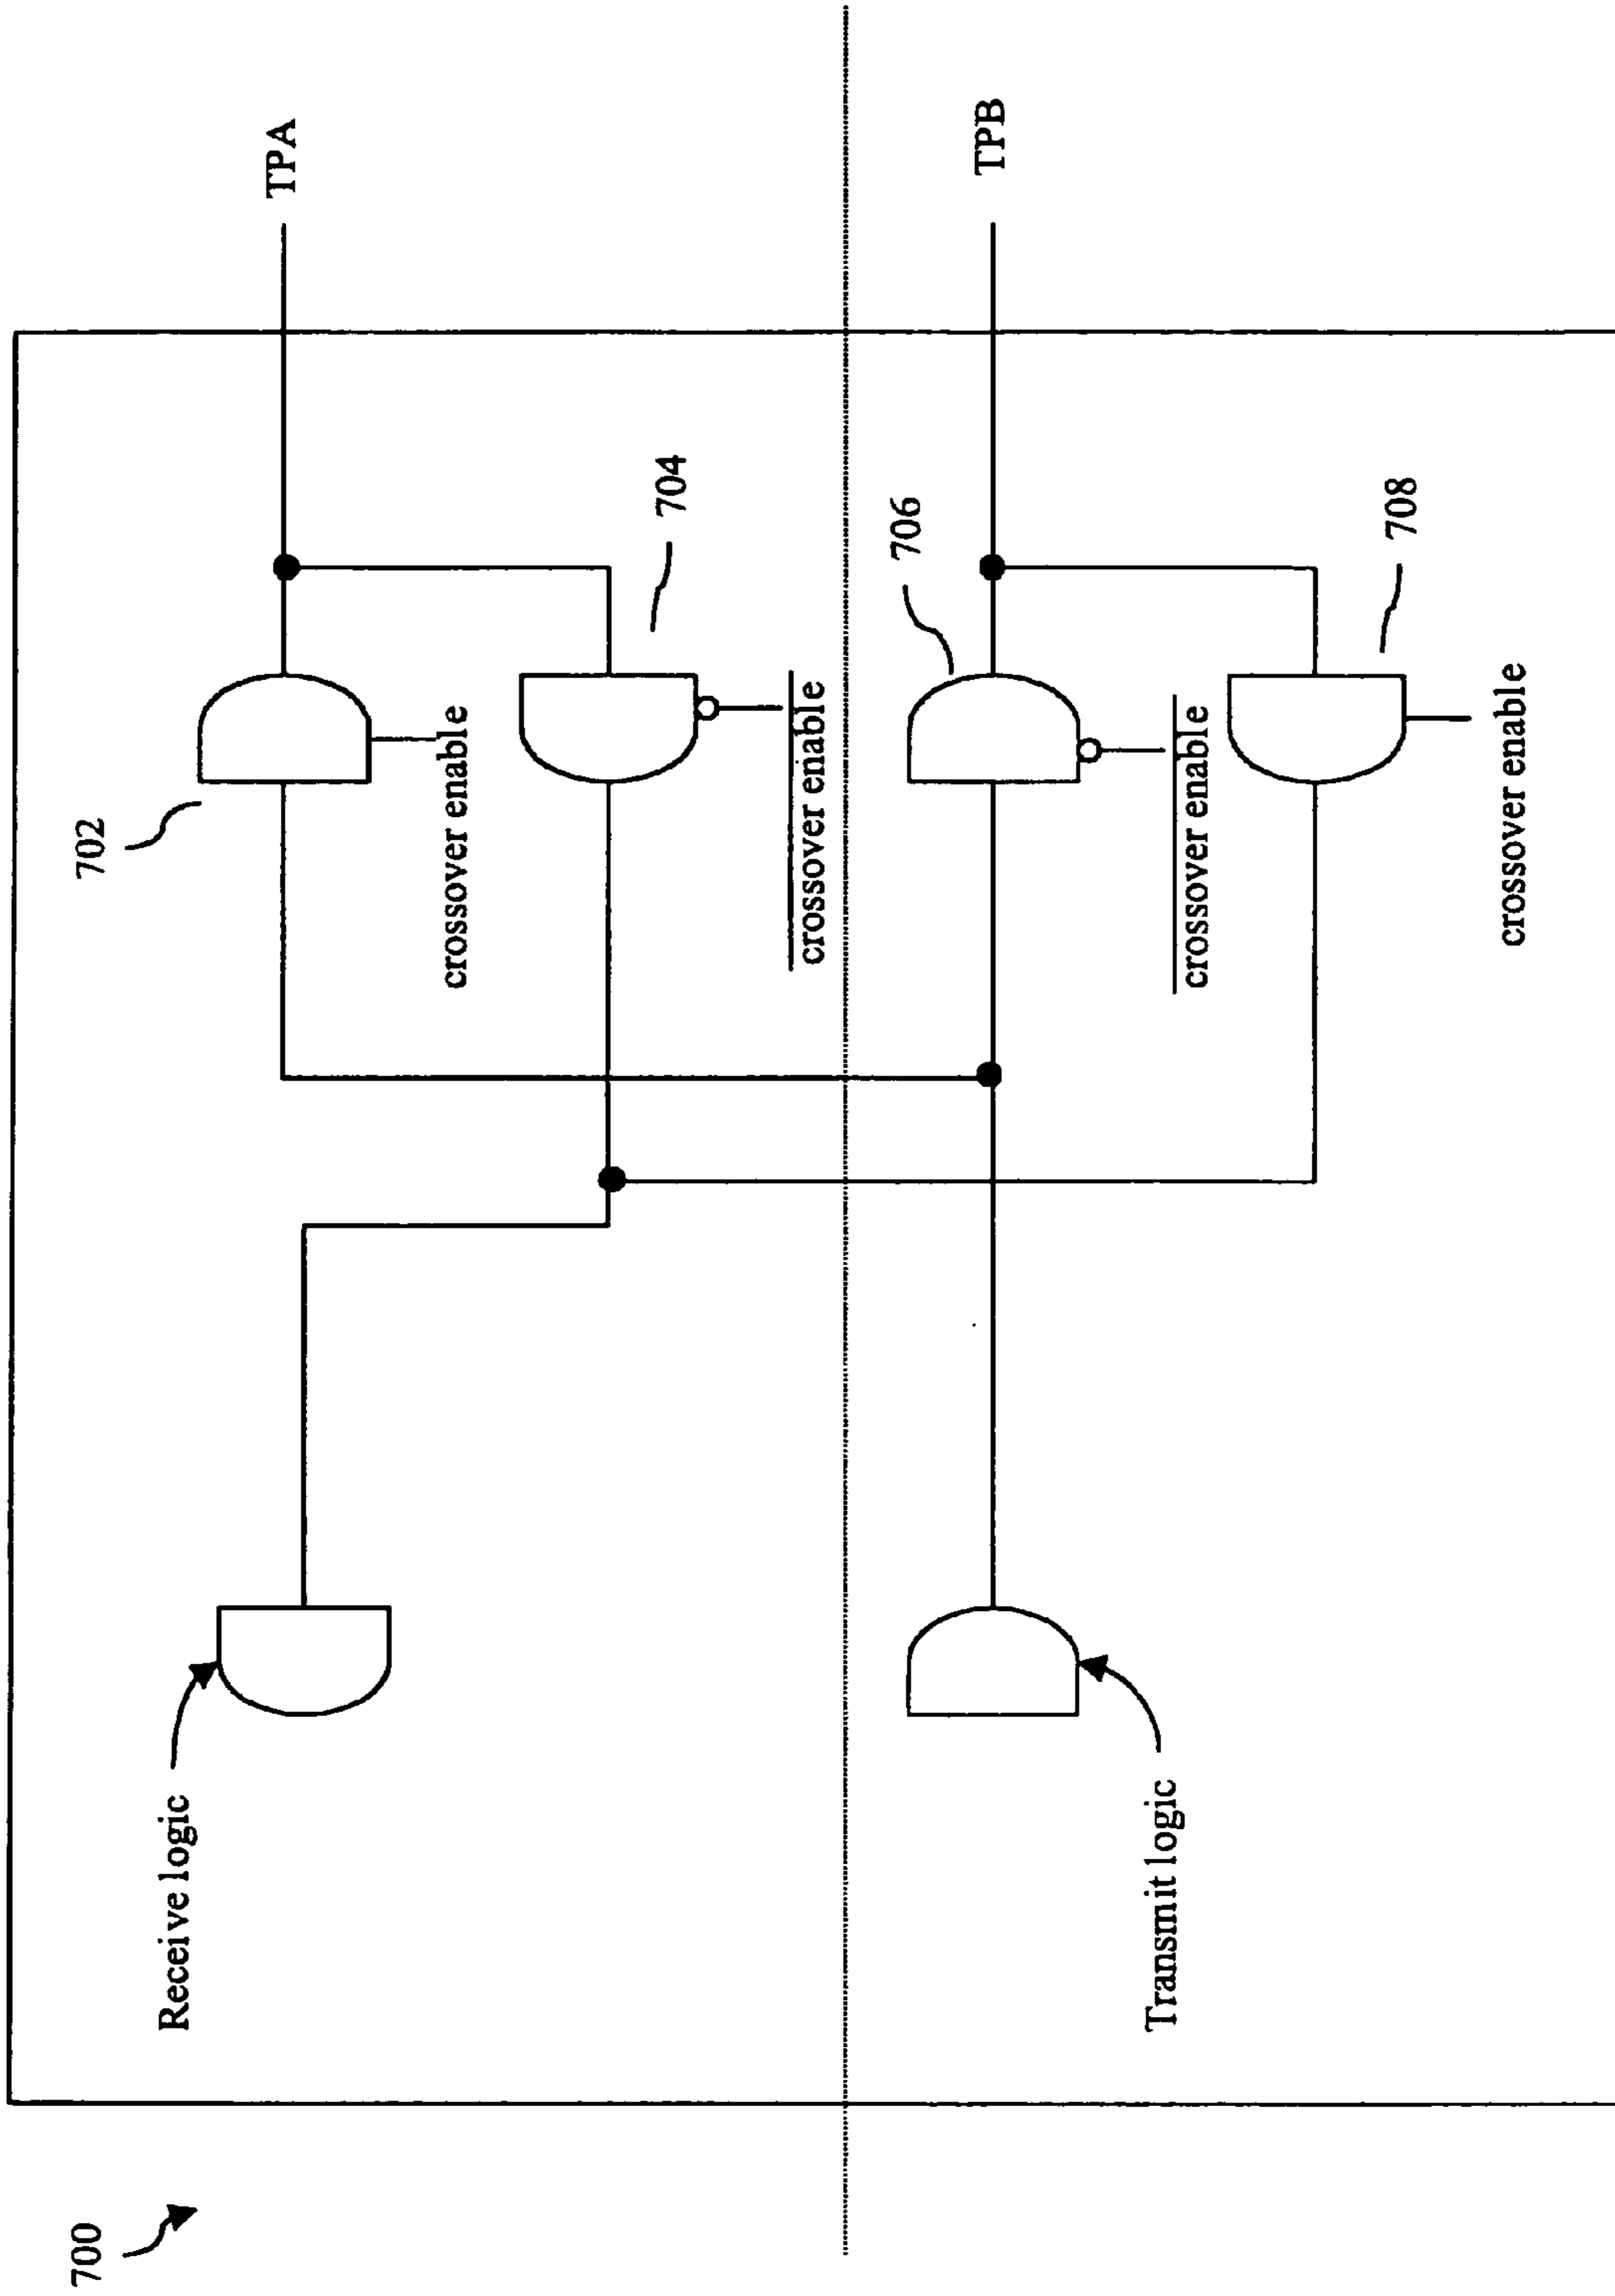 700
Receive logic
702
crossover enable
TPA
704
crossover enable
Transmit logic
706
crossover enable
TPB
708
crossover enable